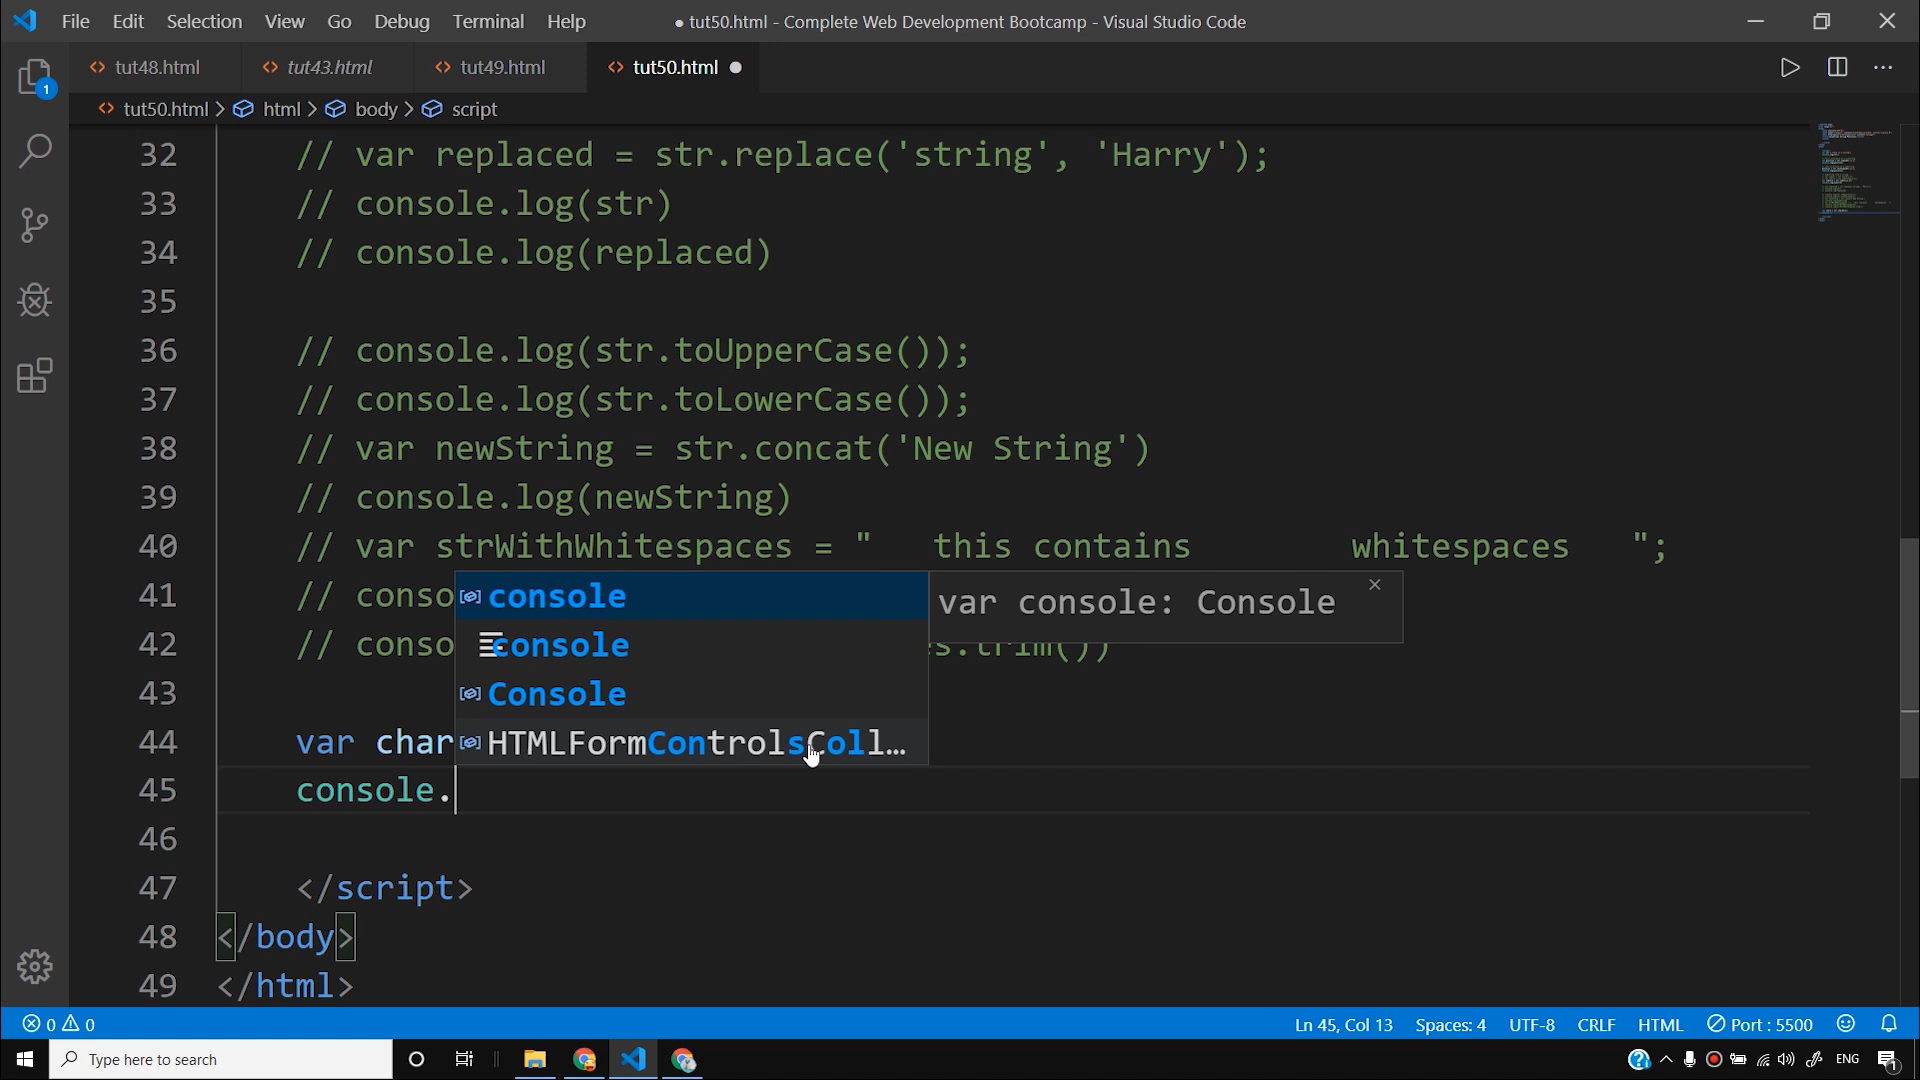 File Edit Selection View Go Debug Terminal Help
● tut50.html - Complete Web Development Bootcamp - Visual Studio Code
tut48.html tut43.html tut49.html tut50.html
tut50.html > html > body > script
32 // var replaced = str.replace('string', 'Harry');
33 // console.log(str)
34 // console.log(replaced)
35
36 // console.log(str.toUpperCase());
37 // console.log(str.toLowerCase());
38 // var newString = str.concat('New String')
39 // console.log(newString)
40 // var strWithWhitespaces = "   this contains        whitespaces   ";
41 // conso
42 // conso s.trim())
43
44 var char
45 console.
46
47 </script>
48 </body>
49 </html>
console
console
Console
HTMLFormControlsColl…
var console: Console
1
0 0
Ln 45, Col 13 Spaces: 4 UTF-8 CRLF HTML Port : 5500
Type here to search
ENG
1